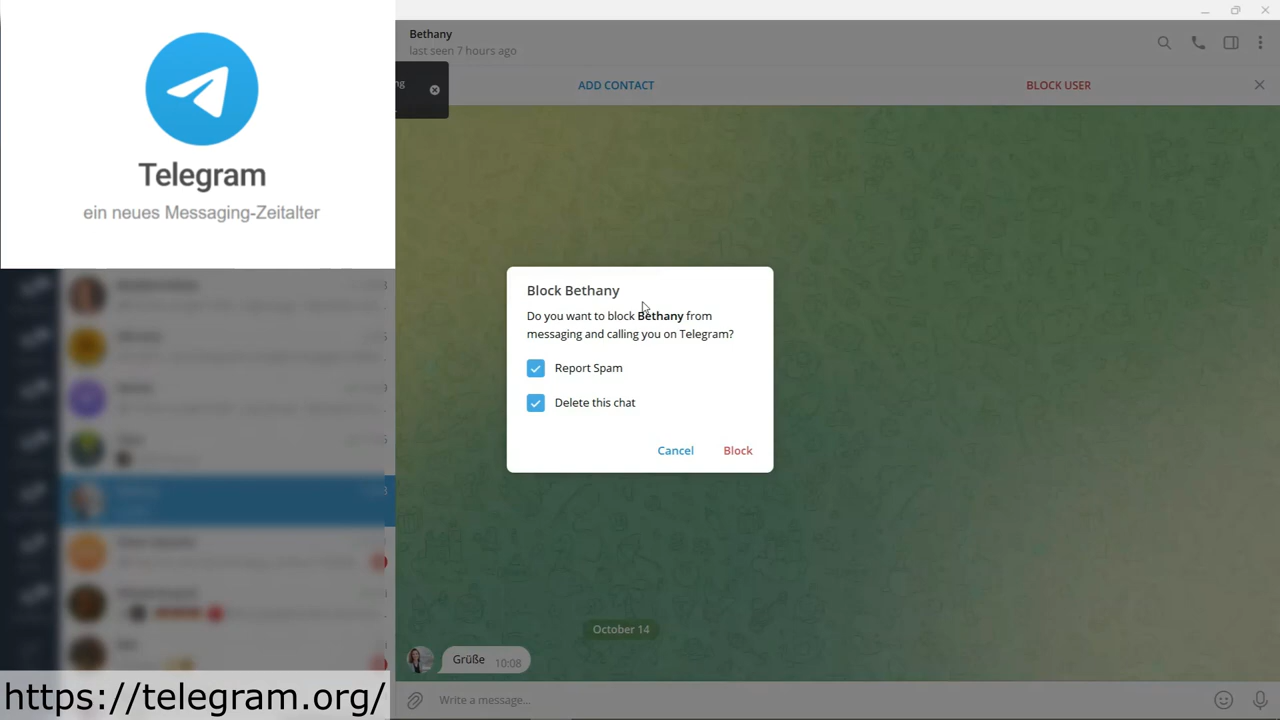 Telegram
ein neues Messaging-Zeitalter
Bethany
last seen 7 hours ago
ng
ADD CONTACT
BLOCK USER
Block Bethany
Do you want to block Bethany from
messaging and calling you on Telegram?
Report Spam
Delete this chat
Cancel
Block
October 14
Grüße
10:08
Write a message...
https://telegram.org/